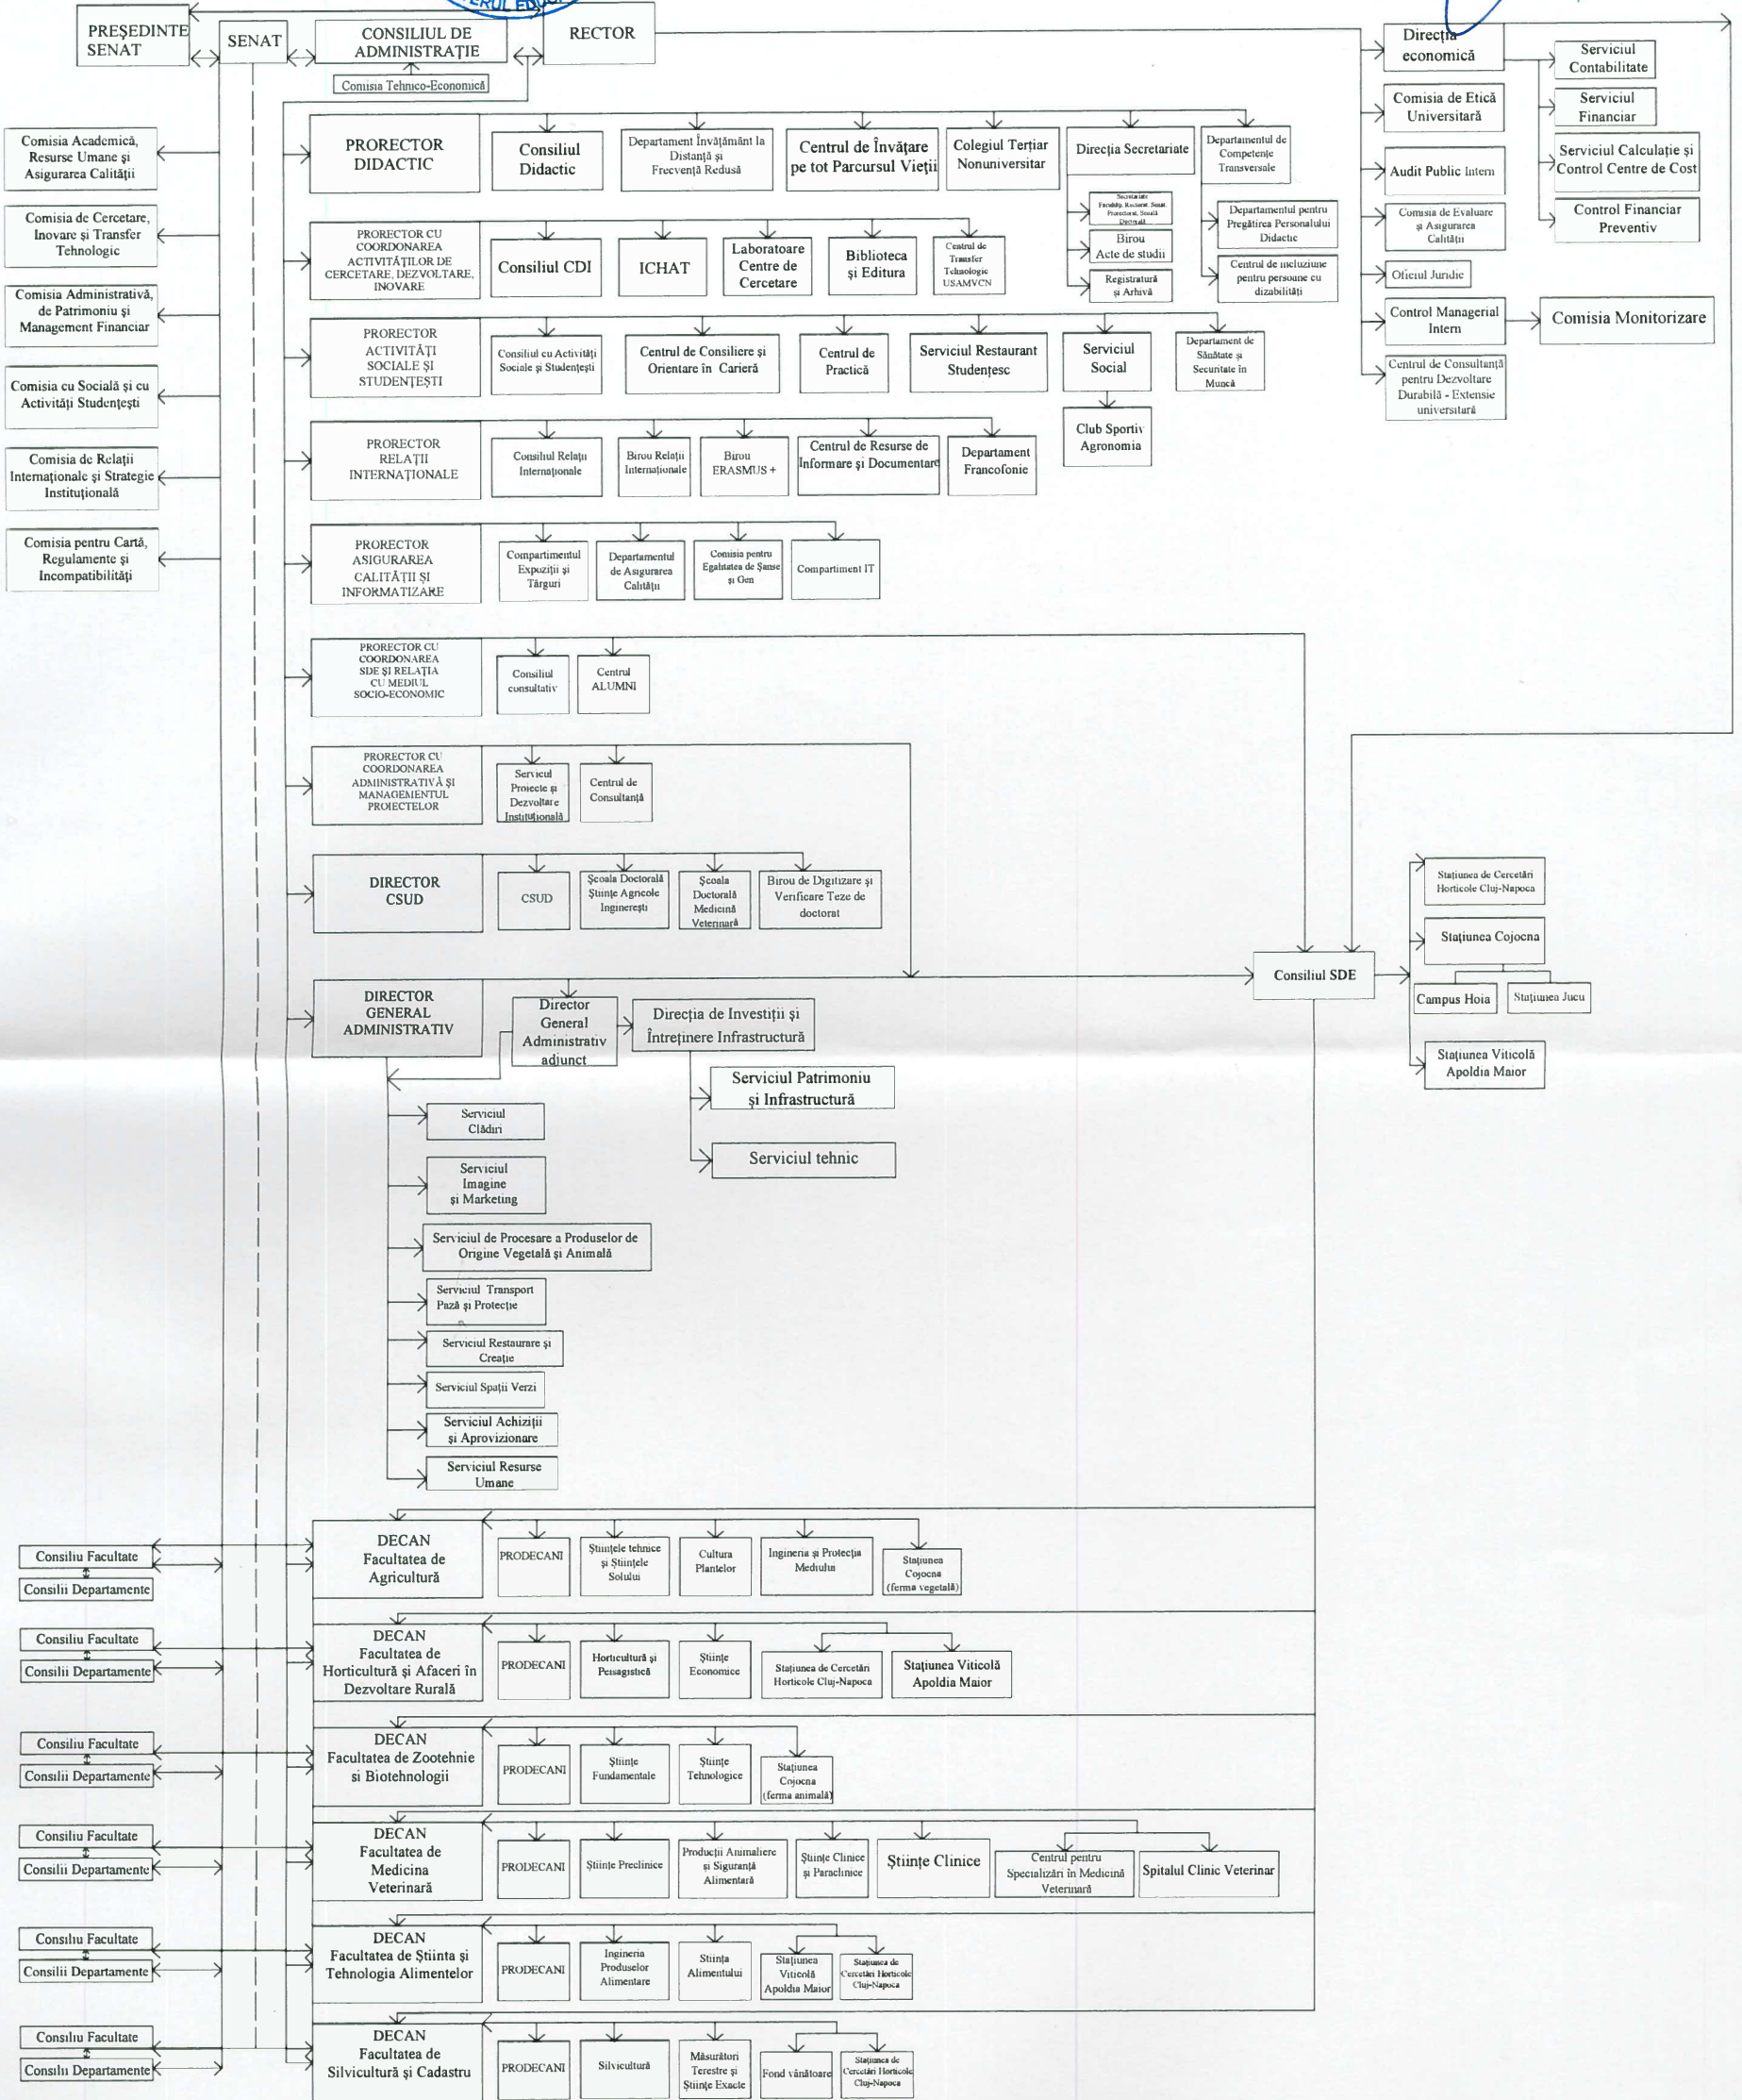 PREŞEDINTE
SENAT
SENAT
CONSILIUL DE
ADMINISTRAŢIE
Comisia Tehnico-Economică
RECTOR
Comisia Academică,
Resurse Umane şi
Asigurarea Calităţii
Comisia de Cercetare,
Inovare şi Transfer
Tehnologic
Comisia Administrativă,
de Patrimoniu şi
Management Financiar
Comisia cu Socială şi cu
Activităţi Studenţeşti
Comisia de Relaţii
Internaţionale şi Strategie
Instituţională
Comisia pentru Cartă,
Regulamente şi
Incompatibilităţi
Direcţia
economică
Serviciul
Contabilitate
Serviciul
Financiar
Serviciul Calculaţie şi
Control Centre de Cost
Control Financiar
Preventiv
Comisia de Etică
Universitară
Audit Public Intern
Comisia de Evaluare
şi Asigurarea
Calităţii
Oficiul Juridic
Control Managerial
Intern
Comisia Monitorizare
Centrul de Consultanţă
pentru Dezvoltare
Durabilă - Extensie
universitară
PRORECTOR
DIDACTIC
Consiliul
Didactic
Departament Învăţământ la
Distanţă şi
Frecvenţă Redusă
Centrul de Învăţare
pe tot Parcursul Vieţii
Colegiul Terţiar
Nonuniversitar
Direcţia Secretariate
Birou
Acte de studii
Registratură
şi Arhivă
Departamentul de
Competenţe
Transversale
Departamentul pentru
Pregătirea Personalului
Didactic
Centrul de incluziune
pentru persoane cu
dizabilităţi
PRORECTOR CU
COORDONAREA
ACTIVITĂŢILOR DE
CERCETARE, DEZVOLTARE,
INOVARE
Consiliul CDI
ICHAT
Laboratoare
Centre de
Cercetare
Biblioteca
şi Editura
Centrul de
Transfer
Tehnologic
USAMVCN
PRORECTOR
ACTIVITĂŢI
SOCIALE ŞI
STUDENŢEŞTI
Consiliul cu Activităţi
Sociale şi Studenţeşti
Centrul de Consiliere şi
Orientare în Carieră
Centrul de
Practică
Serviciul Restaurant
Studenţesc
Serviciul
Social
Club Sportiv
Agronomia
Departament de
Sănătate şi
Securitate în
Muncă
PRORECTOR
RELAŢII
INTERNAŢIONALE
Consiliul Relaţii
Internaţionale
Birou Relaţii
Internaţionale
Birou
ERASMUS +
Centrul de Resurse de
Informare şi Documentare
Departament
Francofonie
PRORECTOR
ASIGURAREA
CALITĂŢII ŞI
INFORMATIZARE
Compartimentul
Expoziţii şi
Târguri
Departamentul
de Asigurarea
Calităţii
Comisia pentru
Egalitatea de Şanse
şi Gen
Compartiment IT
PRORECTOR CU
COORDONAREA
SDE ŞI RELAŢIA
CU MEDIUL
SOCIO-ECONOMIC
Consiliul
consultativ
Centrul
ALUMNI
PRORECTOR CU
COORDONAREA
ADMINISTRATIVĂ ŞI
MANAGEMENTUL
PROIECTELOR
Servicul
Proiecte şi
Dezvoltare
Instituţională
Centrul de
Consultanţă
DIRECTOR
CSUD
CSUD
Şcoala Doctorală
Ştiinţe Agricole
Inginereşti
Şcoala
Doctorală
Medicină
Veterinară
Birou de Digitizare şi
Verificare Teze de
doctorat
Consiliul SDE
Staţiunea de Cercetări
Horticole Cluj-Napoca
Staţiunea Cojocna
Campus Hoia
Staţiunea Jucu
Staţiunea Viticolă
Apoldia Maior
DIRECTOR
GENERAL
ADMINISTRATIV
Director
General
Administrativ
adjunct
Direcţia de Investiţii şi
Întreţinere Infrastructură
Serviciul Patrimoniu
şi Infrastructură
Serviciul tehnic
Serviciul
Clădiri
Serviciul
Imagine
şi Marketing
Serviciul de Procesare a Produselor de
Origine Vegetală şi Animală
Serviciul Transport
Pază şi Protecţie
Serviciul Restaurare şi
Creaţie
Serviciul Spaţii Verzi
Serviciul Achiziţii
şi Aprovizionare
Serviciul Resurse
Umane
Consiliu Facultate
Consilii Departamente
DECAN
Facultatea de
Agricultură
PRODECANI
Ştiinţele tehnice
şi Ştiinţele
Solului
Cultura
Plantelor
Ingineria şi Protecţia
Mediului
Staţiunea
Cojocna
(ferma vegetală)
Consiliu Facultate
Consilii Departamente
DECAN
Facultatea de
Horticultură şi Afaceri în
Dezvoltare Rurală
PRODECANI
Horticultură şi
Peisagistică
Ştiinţe
Economice
Staţiunea de Cercetări
Horticole Cluj-Napoca
Staţiunea Viticolă
Apoldia Maior
Consiliu Facultate
Consilii Departamente
DECAN
Facultatea de Zootehnie
si Biotehnologii
PRODECANI
Ştiinţe
Fundamentale
Ştiinţe
Tehnologice
Staţiunea
Cojocna
(ferma animală)
Consiliu Facultate
Consilii Departamente
DECAN
Facultatea de
Medicina
Veterinară
PRODECANI
Ştiinţe Preclinice
Producţii Animaliere
şi Siguranţă
Alimentară
Ştiinţe Clinice
şi Paraclinice
Ştiinţe Clinice
Centrul pentru
Specializări în Medicină
Veterinară
Spitalul Clinic Veterinar
Consiliu Facultate
Consilii Departamente
DECAN
Facultatea de Ştiinta şi
Tehnologia Alimentelor
PRODECANI
Ingineria
Produselor
Alimentare
Stiinţa
Alimentului
Staţiunea
Viticolă
Apoldia Maior
Staţiunea de
Cercetări Horticole
Cluj-Napoca
Consiliu Facultate
Consilii Departamente
DECAN
Facultatea de
Silvicultură şi Cadastru
PRODECANI
Silvicultură
Măsurători
Terestre şi
Ştiinţe Exacte
Fond vânătoare
Staţiunea de
Cercetări Horticole
Cluj-Napoca